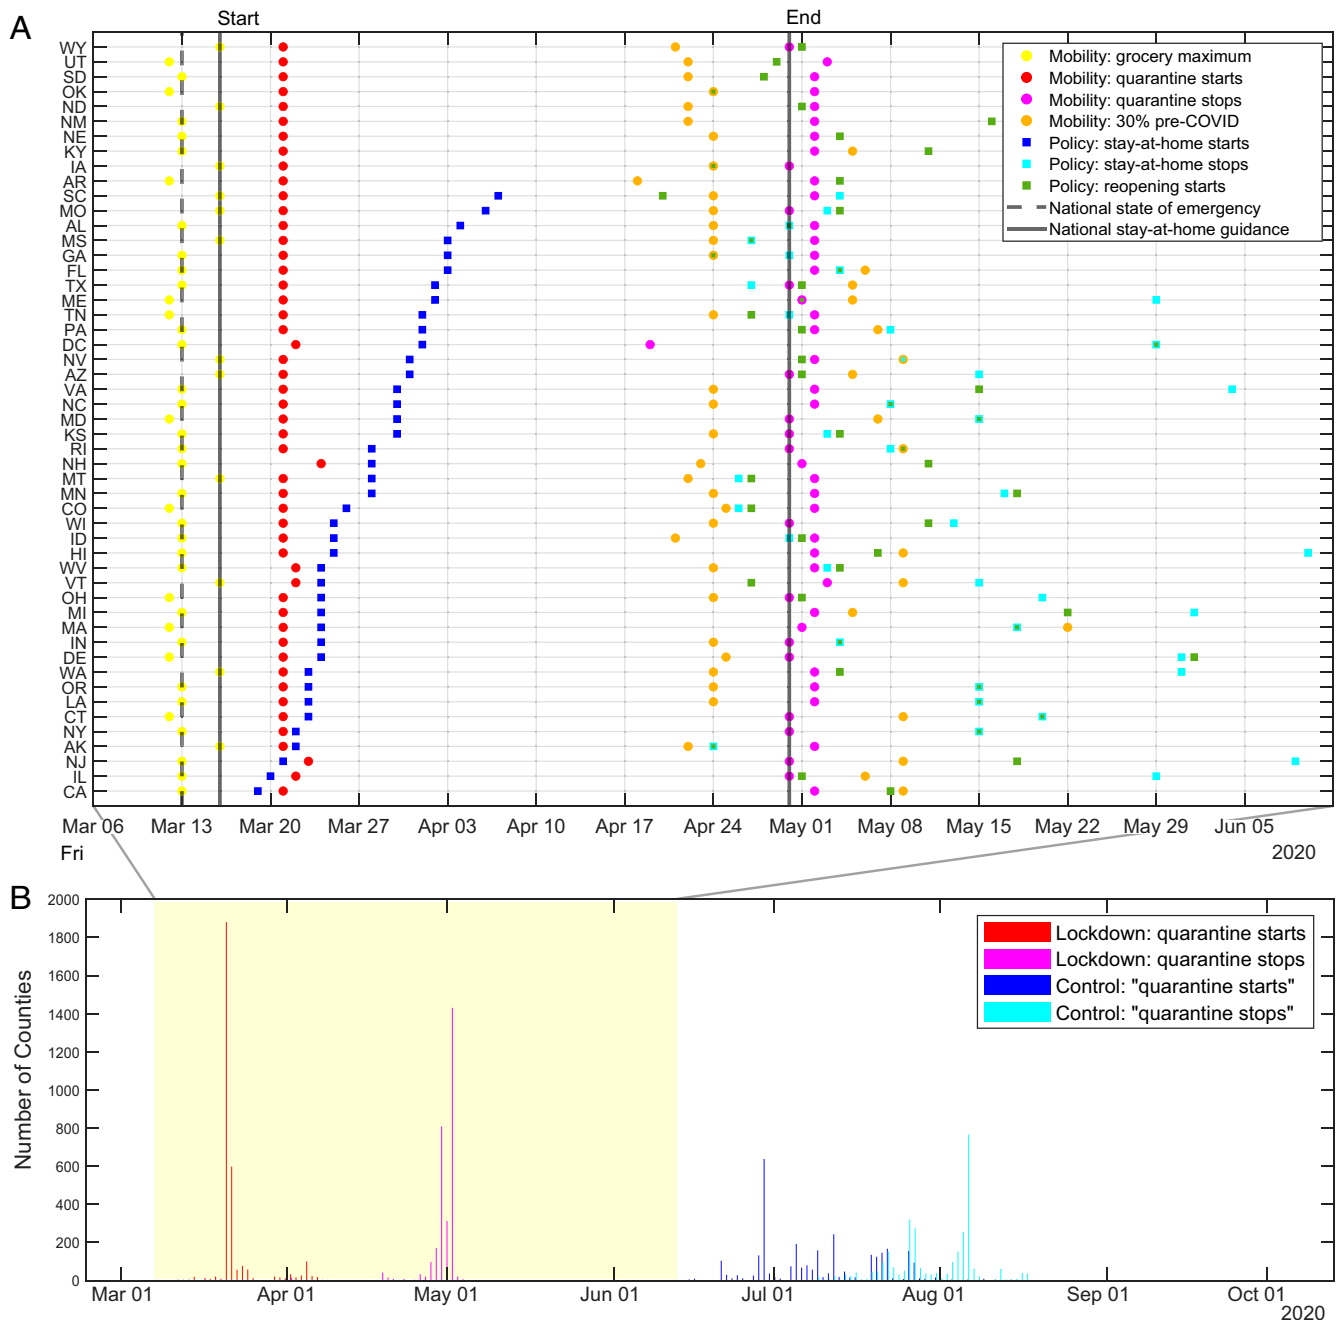 A
Start
End
WY
UT
SD
OK
ND
NM
NE
KY
IA
AR
SC
MO
AL
MS
GA
FL
TX
ME
TN
PA
DC
NV
AZ
VA
NC
MD
KS
RI
NH
MT
MN
CO
WI
ID
HI
WV
VT
OH
MI
MA
IN
DE
WA
OR
LA
CT
NY
AK
NJ
IL
CA
Mobility: grocery maximum
Mobility: quarantine starts
Mobility: quarantine stops
Mobility: 30% pre-COVID
Policy: stay-at-home starts
Policy: stay-at-home stops
Policy: reopening starts
National state of emergency
National stay-at-home guidance
Mar 06 Mar 13 Mar 20 Mar 27 Apr 03 Apr 10 Apr 17 Apr 24 May 01 May 08 May 15 May 22 May 29 Jun 05
Fri 2020
B
Number of Counties
2000
1800
1600
1400
1200
1000
800
600
400
200
0
Lockdown: quarantine starts
Lockdown: quarantine stops
Control: "quarantine starts"
Control: "quarantine stops"
Mar 01 Apr 01 May 01 Jun 01 Jul 01 Aug 01 Sep 01 Oct 01
2020